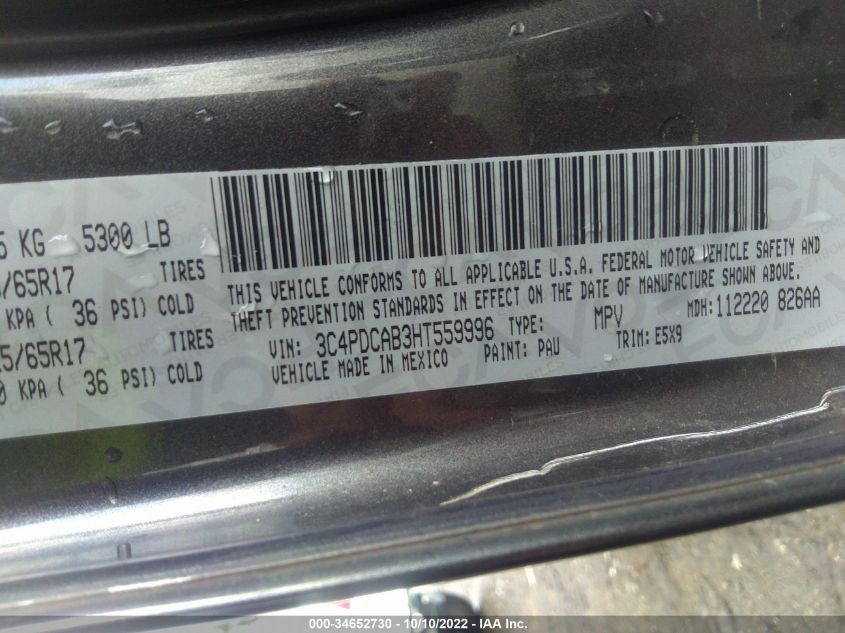 5 KG 5300 LB
/65R17 TIRES
KPA ( 36 PSI) COLD
5/65R17 TIRES
0 KPA ( 36 PSI) COLD
THIS VEHICLE CONFORMS TO ALL APPLICABLE U.S.A. FEDERAL MOTOR VEHICLE SAFETY AND
THEFT PREVENTION STANDARDS IN EFFECT ON THE DATE OF MANUFACTURE SHOWN ABOVE.
VIN: 3C4PDCAB3HT559996 TYPE: MPV MDH: 112220 826AA
VEHICLE MADE IN MEXICO PAINT: PAU TRIM: E5X9
000-34652730 - 10/10/2022 - IAA Inc.